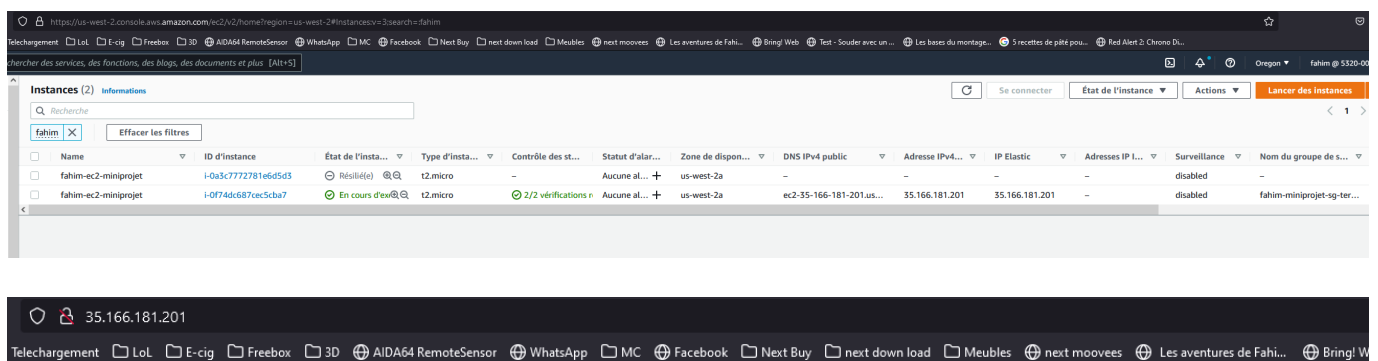 https://us-west-2.console.aws.amazon.com/ec2/v2/home?region=us-west-2#Instances:v=3;search=:fahim
Telechargement LoL E-cig Freebox 3D AIDA64 RemoteSensor WhatsApp MC Facebook Next Buy next down load Meubles next moovees Les aventures de Fahi... Bring! Web Test - Souder avec un ... Les bases du montage... 5 recettes de pâté pou... Red Alert 2: Chrono Di...
chercher des services, des fonctions, des blogs, des documents et plus [Alt+S] Oregon ▼ fahim @ 5320-00
Instances (2) Informations Se connecter État de l'instance ▼ Actions ▼ Lancer des instances
Recherche < 1 >
fahim X Effacer les filtres
Name ID d'instance État de l'insta... Type d'insta... Contrôle des st... Statut d'alar... Zone de dispon... DNS IPv4 public Adresse IPv4... IP Elastic Adresses IP I... Surveillance Nom du groupe de s...
fahim-ec2-miniprojet i-0a3c7772781e6d5d3 Résilié(e) t2.micro – Aucune al... + us-west-2a – – – – disabled –
fahim-ec2-miniprojet i-0f74dc687cec5cba7 En cours d'ex t2.micro 2/2 vérifications r Aucune al... + us-west-2a ec2-35-166-181-201.us... 35.166.181.201 35.166.181.201 – disabled fahim-miniprojet-sg-ter...
35.166.181.201
Telechargement LoL E-cig Freebox 3D AIDA64 RemoteSensor WhatsApp MC Facebook Next Buy next down load Meubles next moovees Les aventures de Fahi... Bring! W